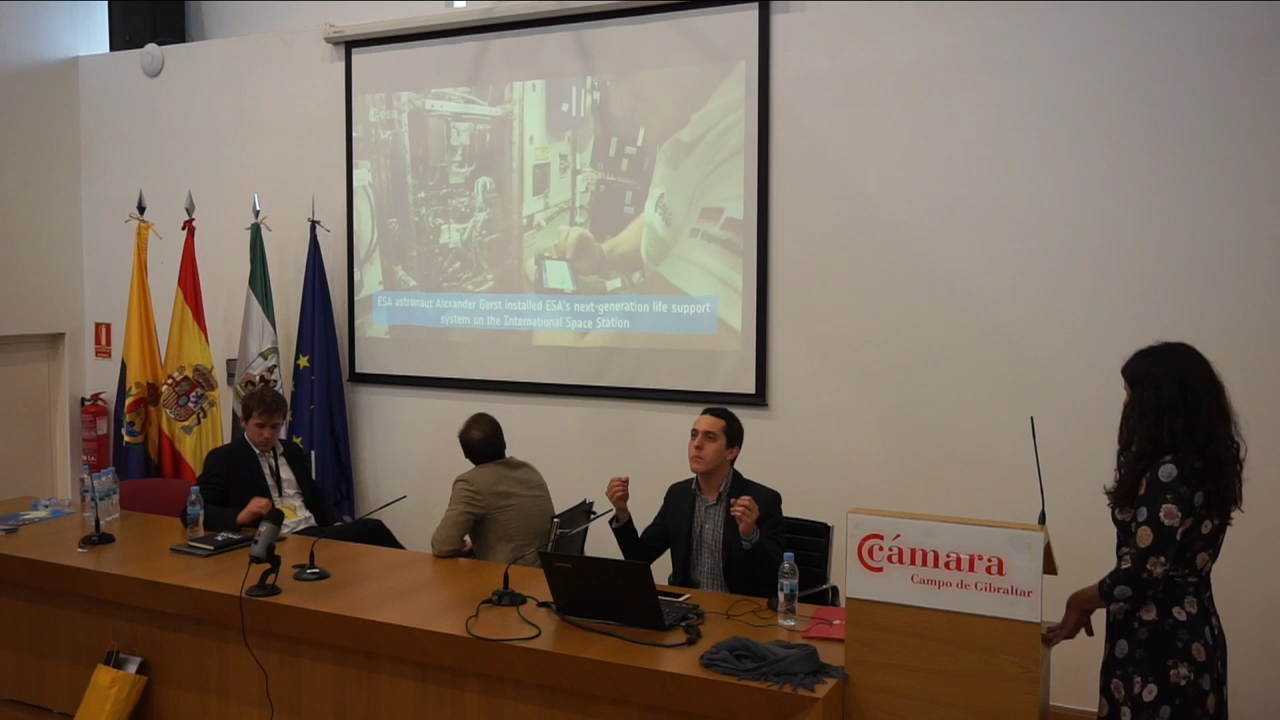 esa
ESA astronaut Alexander Gerst installed ESA's next-generation life support
system on the International Space Station
Cámara
Campo de Gibraltar